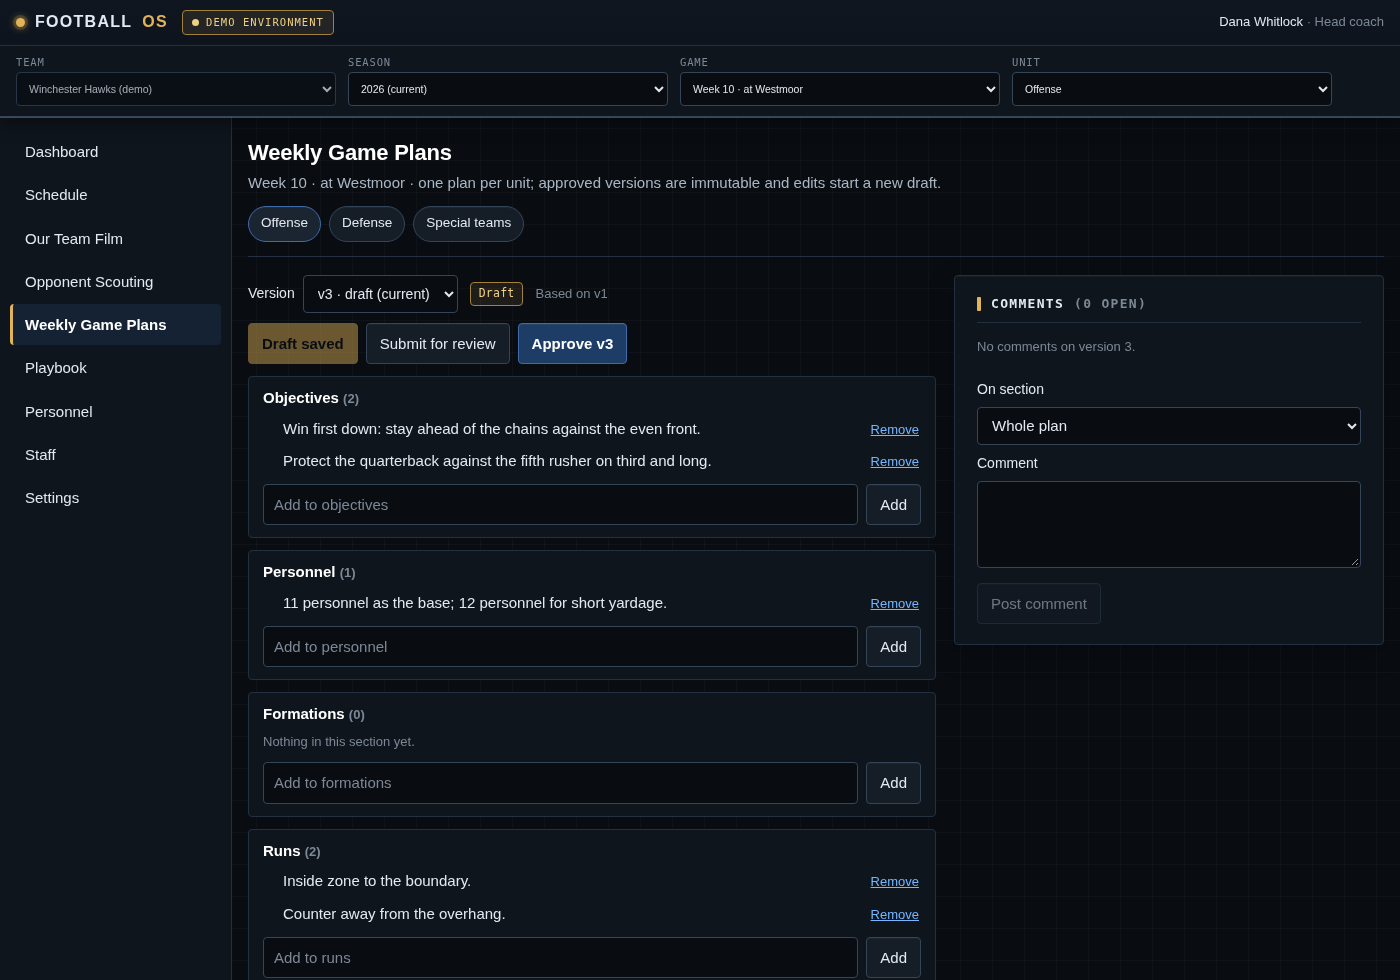 FOOTBALL OS
DEMO ENVIRONMENT
Dana Whitlock · Head coach
TEAM
Winchester Hawks (demo)
SEASON
2026 (current)
GAME
Week 10 · at Westmoor
UNIT
Offense
Dashboard
Schedule
Our Team Film
Opponent Scouting
Weekly Game Plans
Playbook
Personnel
Staff
Settings
Weekly Game Plans
Week 10 · at Westmoor · one plan per unit; approved versions are immutable and edits start a new draft.
Offense
Defense
Special teams
Version
v3 · draft (current)
Draft
Based on v1
Draft saved
Submit for review
Approve v3
Objectives (2)
Win first down: stay ahead of the chains against the even front.
Remove
Protect the quarterback against the fifth rusher on third and long.
Remove
Add to objectives
Add
Personnel (1)
11 personnel as the base; 12 personnel for short yardage.
Remove
Add to personnel
Add
Formations (0)
Nothing in this section yet.
Add to formations
Add
Runs (2)
Inside zone to the boundary.
Remove
Counter away from the overhang.
Remove
Add to runs
Add
COMMENTS (0 OPEN)
No comments on version 3.
On section
Whole plan
Comment
Post comment